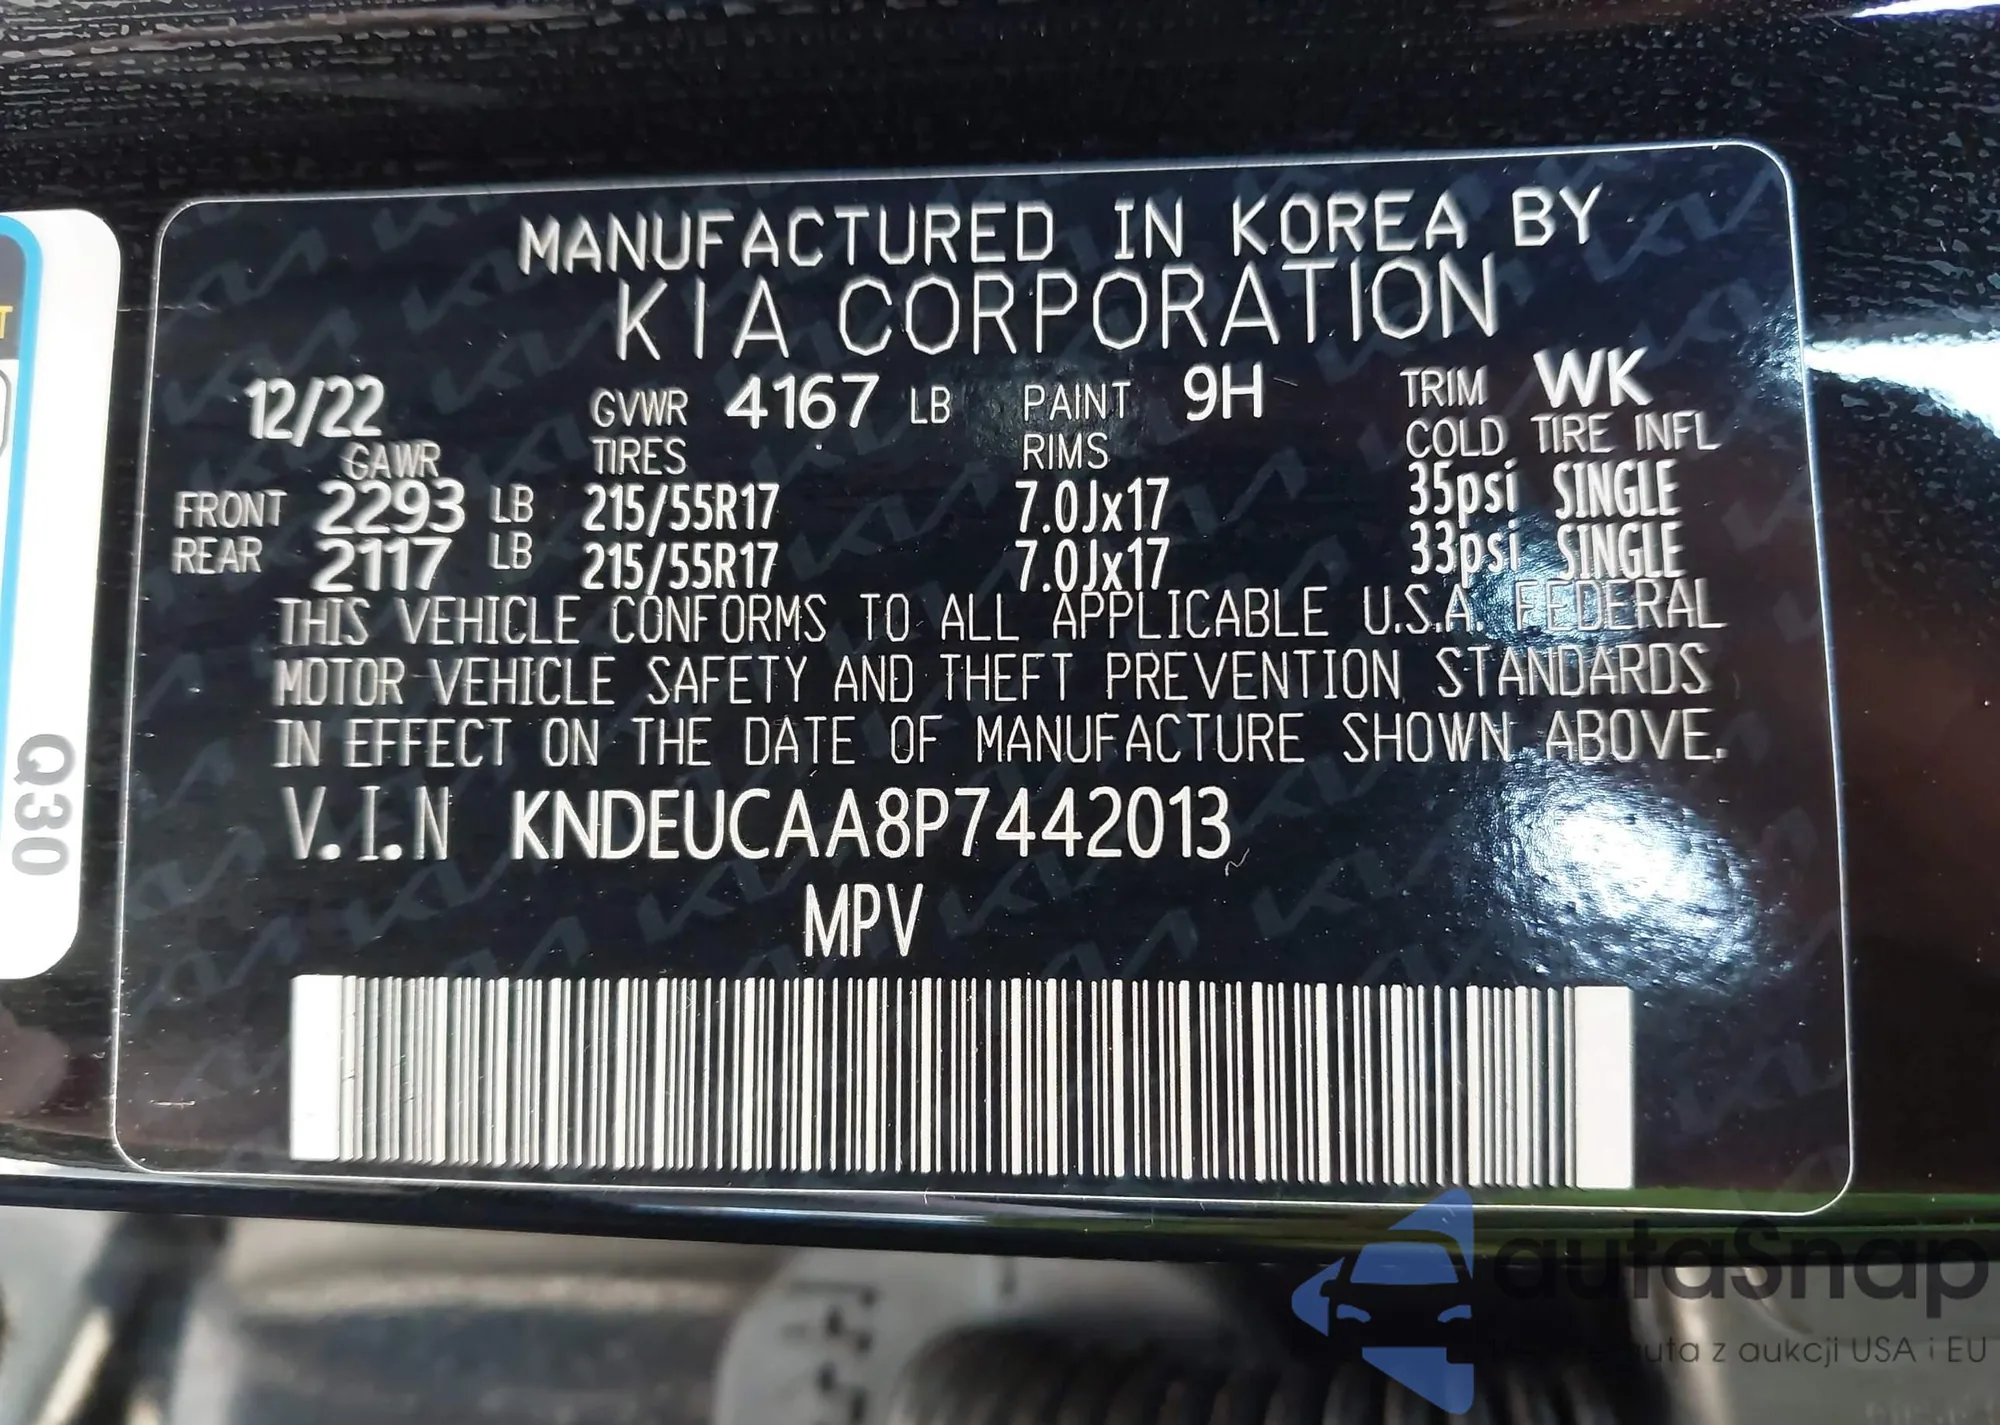 MANUFACTURED IN KOREA BY
KIA CORPORATION
12/22 GVWR 4167 LB PAINT 9H TRIM WK
GAWR TIRES RIMS COLD TIRE INFL
FRONT 2293 LB 215/55R17 7.0Jx17 35psi SINGLE
REAR 2117 LB 215/55R17 7.0Jx17 33psi SINGLE
THIS VEHICLE CONFORMS TO ALL APPLICABLE U.S.A. FEDERAL
MOTOR VEHICLE SAFETY AND THEFT PREVENTION STANDARDS
IN EFFECT ON THE DATE OF MANUFACTURE SHOWN ABOVE.
V.I.N KNDEUCAA8P7442013
MPV
Q30
autaSnap
auta z aukcji USA i EU